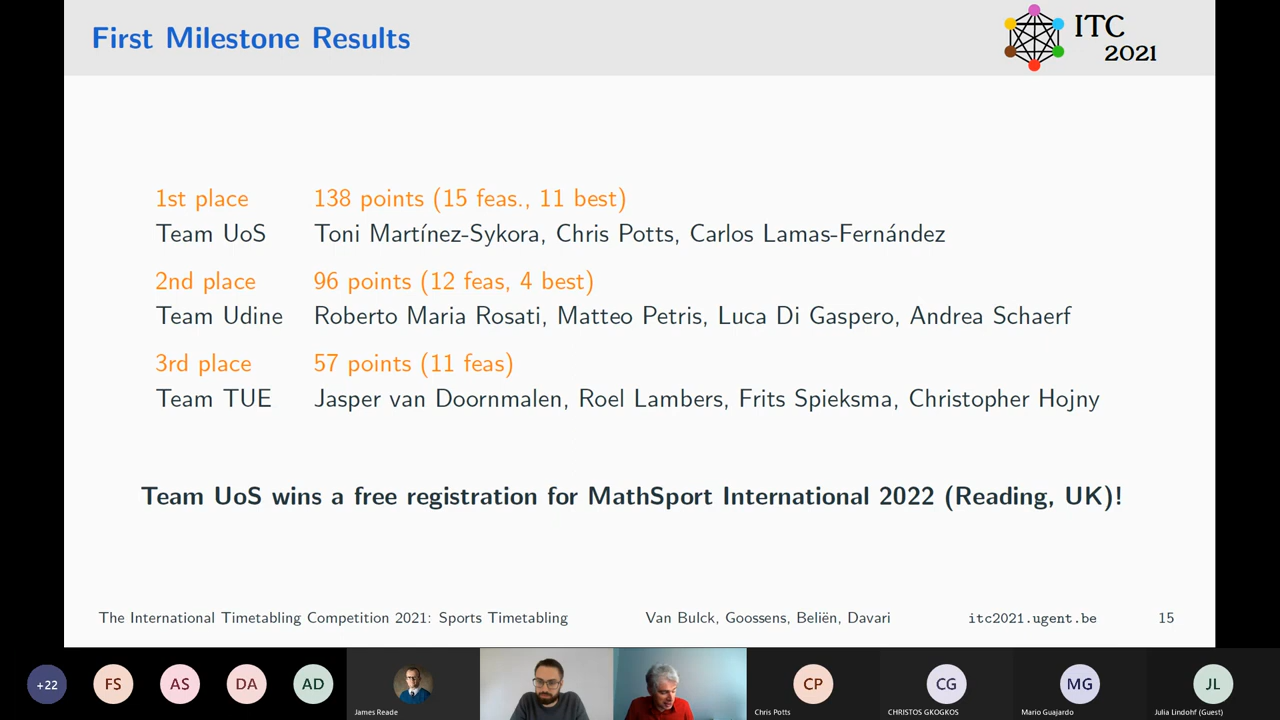 First Milestone Results
ITC
2021
1st place 138 points (15 feas., 11 best)
Team UoS Toni Martínez-Sykora, Chris Potts, Carlos Lamas-Fernández
2nd place 96 points (12 feas, 4 best)
Team Udine Roberto Maria Rosati, Matteo Petris, Luca Di Gaspero, Andrea Schaerf
3rd place 57 points (11 feas)
Team TUE Jasper van Doornmalen, Roel Lambers, Frits Spieksma, Christopher Hojny
Team UoS wins a free registration for MathSport International 2022 (Reading, UK)!
The International Timetabling Competition 2021: Sports Timetabling Van Bulck, Goossens, Beliën, Davari itc2021.ugent.be 15
+22 FS AS DA AD CP CG MG JL
James Reade Chris Potts CHRISTOS GKOGKOS Mario Guajardo Julia Lindohf (Guest)